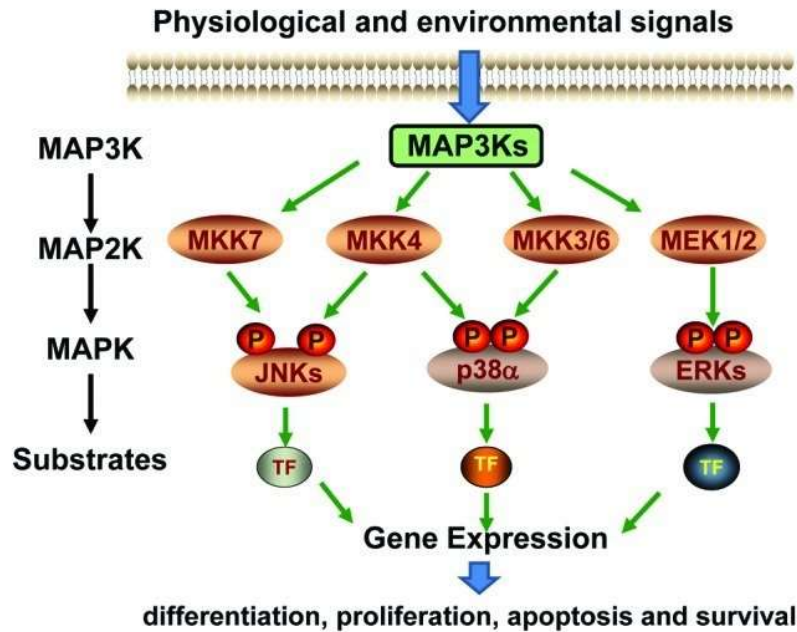 Physiological and environmental signals
MAP3K
MAP3Ks
MAP2K
MKK7
MKK4
MKK3/6
MEK1/2
MAPK
P
P
JNKs
P
P
p38α
P
P
ERKs
Substrates
TF
TF
TF
Gene Expression
differentiation, proliferation, apoptosis and survival